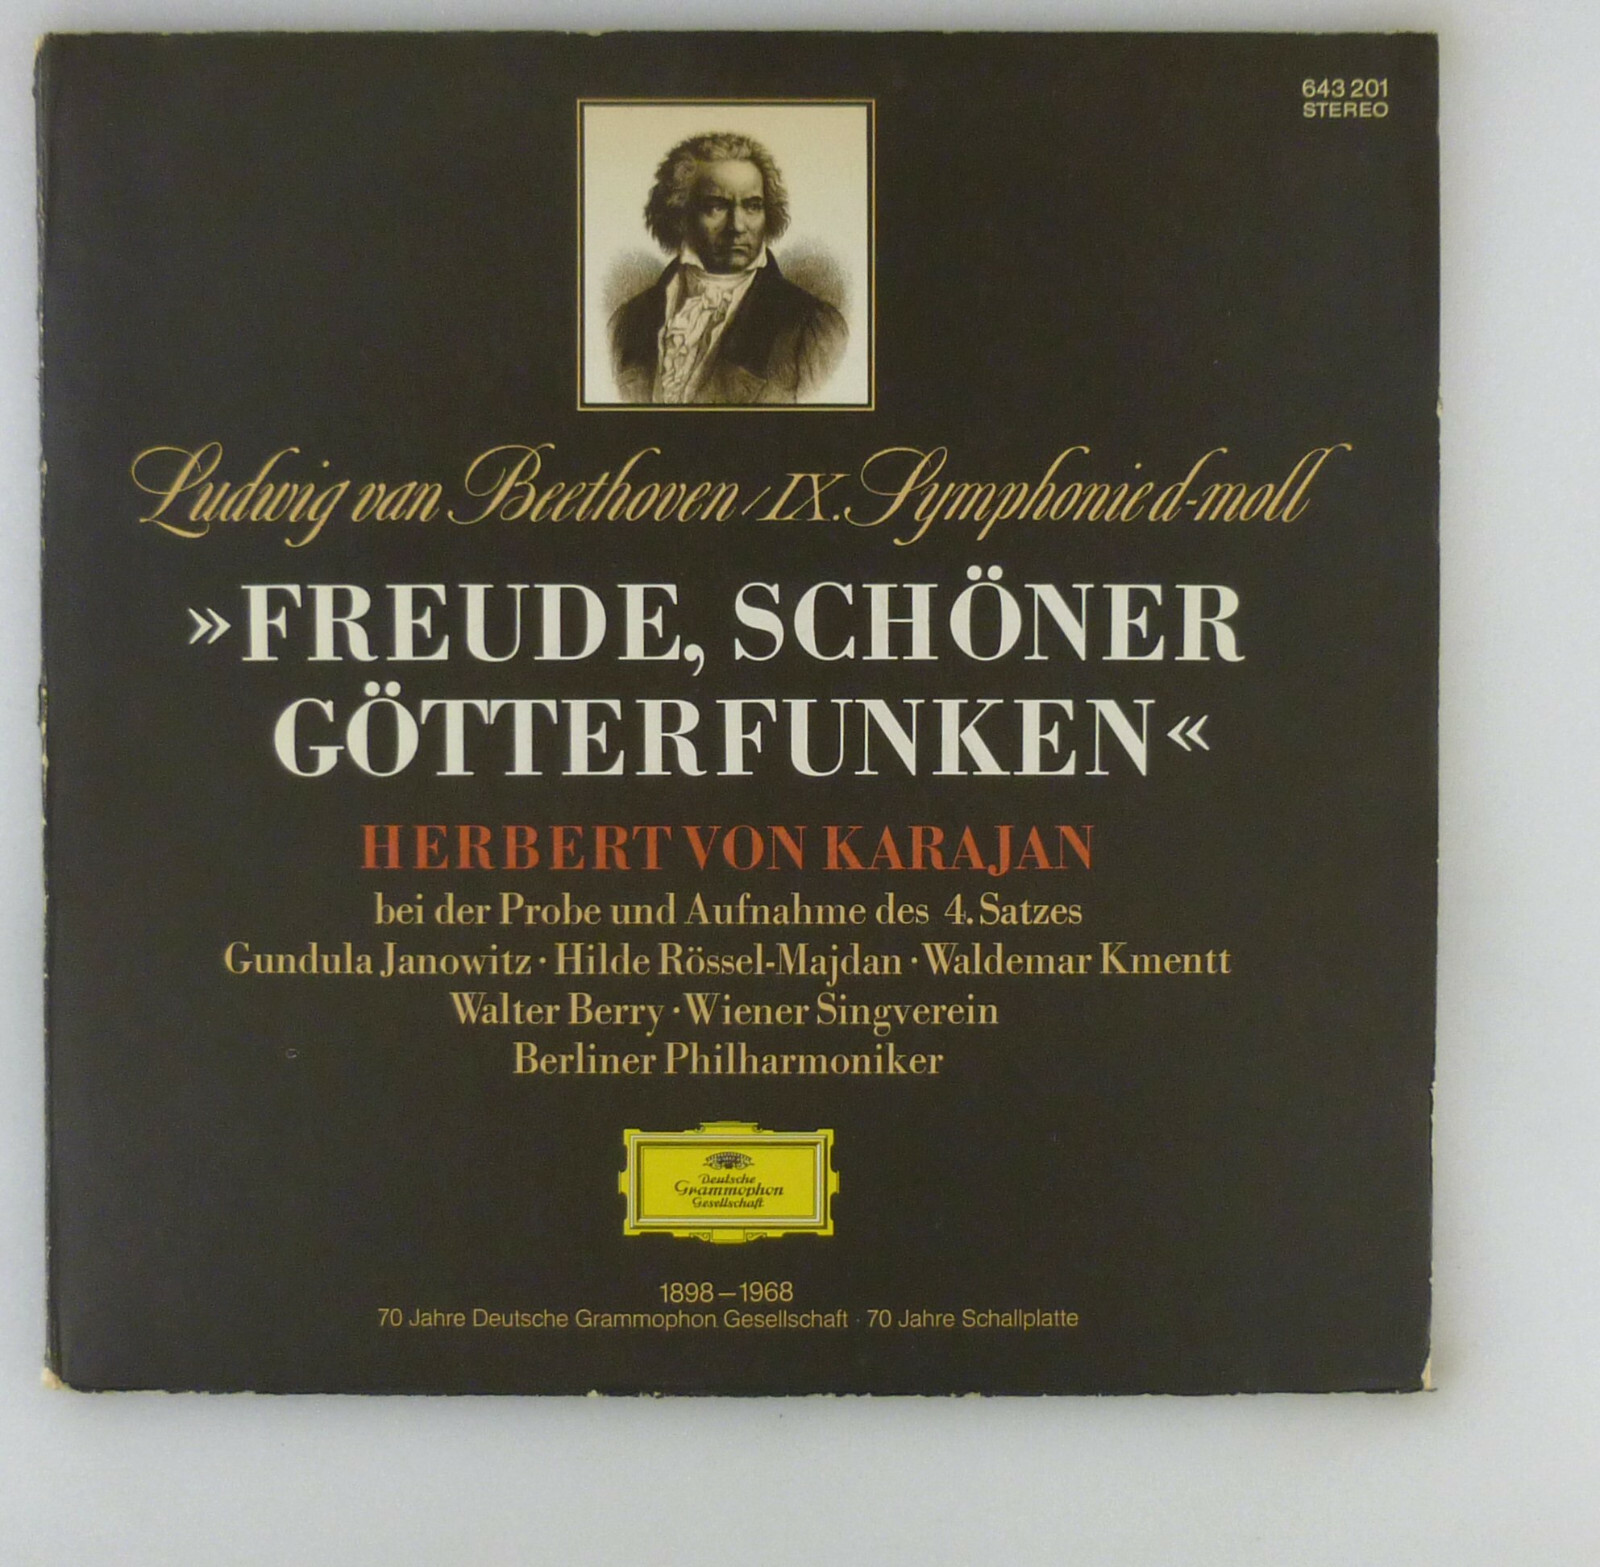 643 201
STEREO
Ludwig van Beethoven / IX. Symphonie d-moll
»FREUDE, SCHÖNER
GÖTTERFUNKEN«
HERBERT VON KARAJAN
bei der Probe und Aufnahme des 4. Satzes
Gundula Janowitz · Hilde Rössel-Majdan · Waldemar Kmentt
Walter Berry · Wiener Singverein
Berliner Philharmoniker
Deutsche
Grammophon
Gesellschaft
1898 – 1968
70 Jahre Deutsche Grammophon Gesellschaft · 70 Jahre Schallplatte